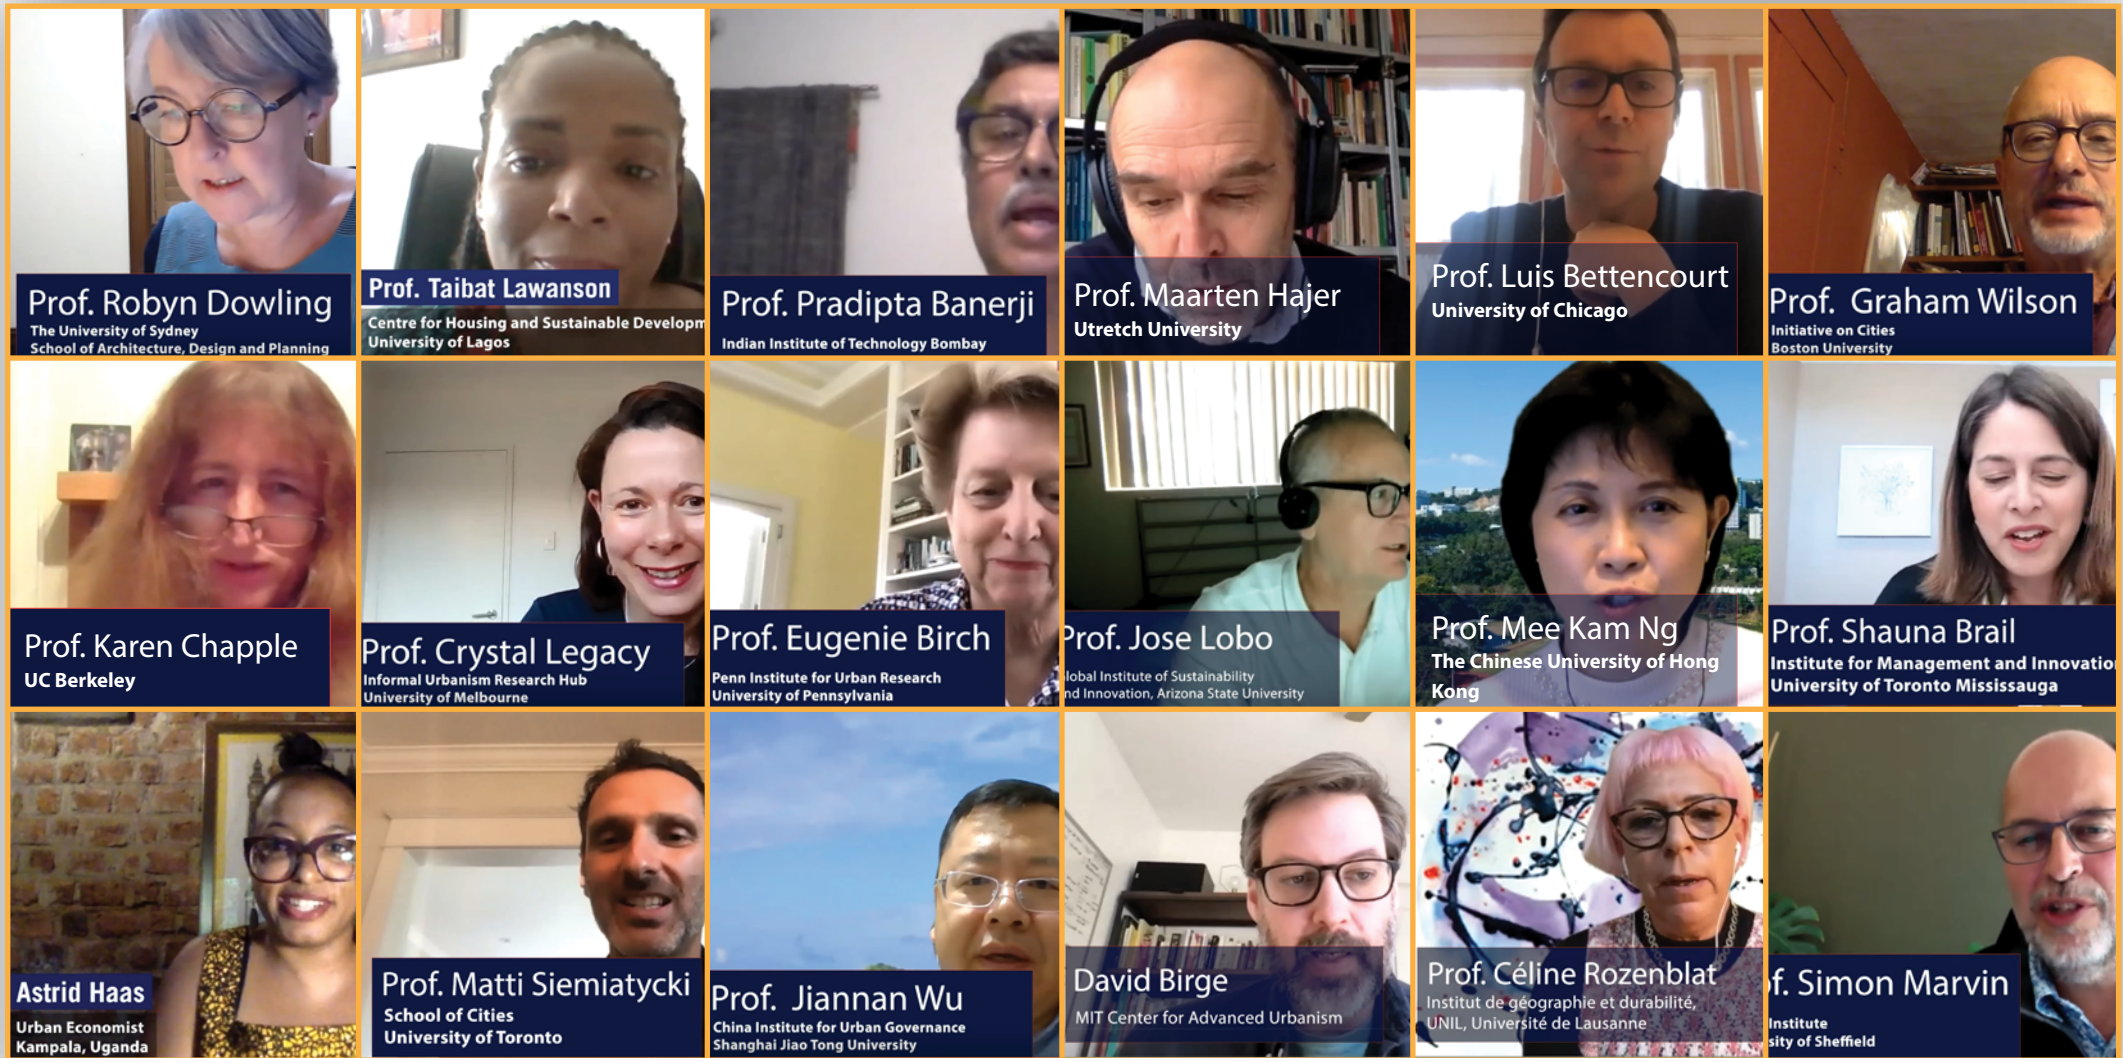 Prof. Robyn Dowling
The University of Sydney
School of Architecture, Design and Planning
Prof. Taibat Lawanson
Centre for Housing and Sustainable Developm
University of Lagos
Prof. Pradipta Banerji
Indian Institute of Technology Bombay
Prof. Maarten Hajer
Utretch University
Prof. Luis Bettencourt
University of Chicago
Prof. Graham Wilson
Initiative on Cities
Boston University
Prof. Karen Chapple
UC Berkeley
Prof. Crystal Legacy
Informal Urbanism Research Hub
University of Melbourne
Prof. Eugenie Birch
Penn Institute for Urban Research
University of Pennsylvania
Prof. Jose Lobo
lobal Institute of Sustainability
nd Innovation, Arizona State University
Prof. Mee Kam Ng
The Chinese University of Hong
Kong
Prof. Shauna Brail
Institute for Management and Innovatio
University of Toronto Mississauga
Astrid Haas
Urban Economist
Kampala, Uganda
Prof. Matti Siemiatycki
School of Cities
University of Toronto
Prof. Jiannan Wu
China Institute for Urban Governance
Shanghai Jiao Tong University
David Birge
MIT Center for Advanced Urbanism
Prof. Céline Rozenblat
Institut de géographie et durabilité,
UNIL, Université de Lausanne
f. Simon Marvin
Institute
sity of Sheffield